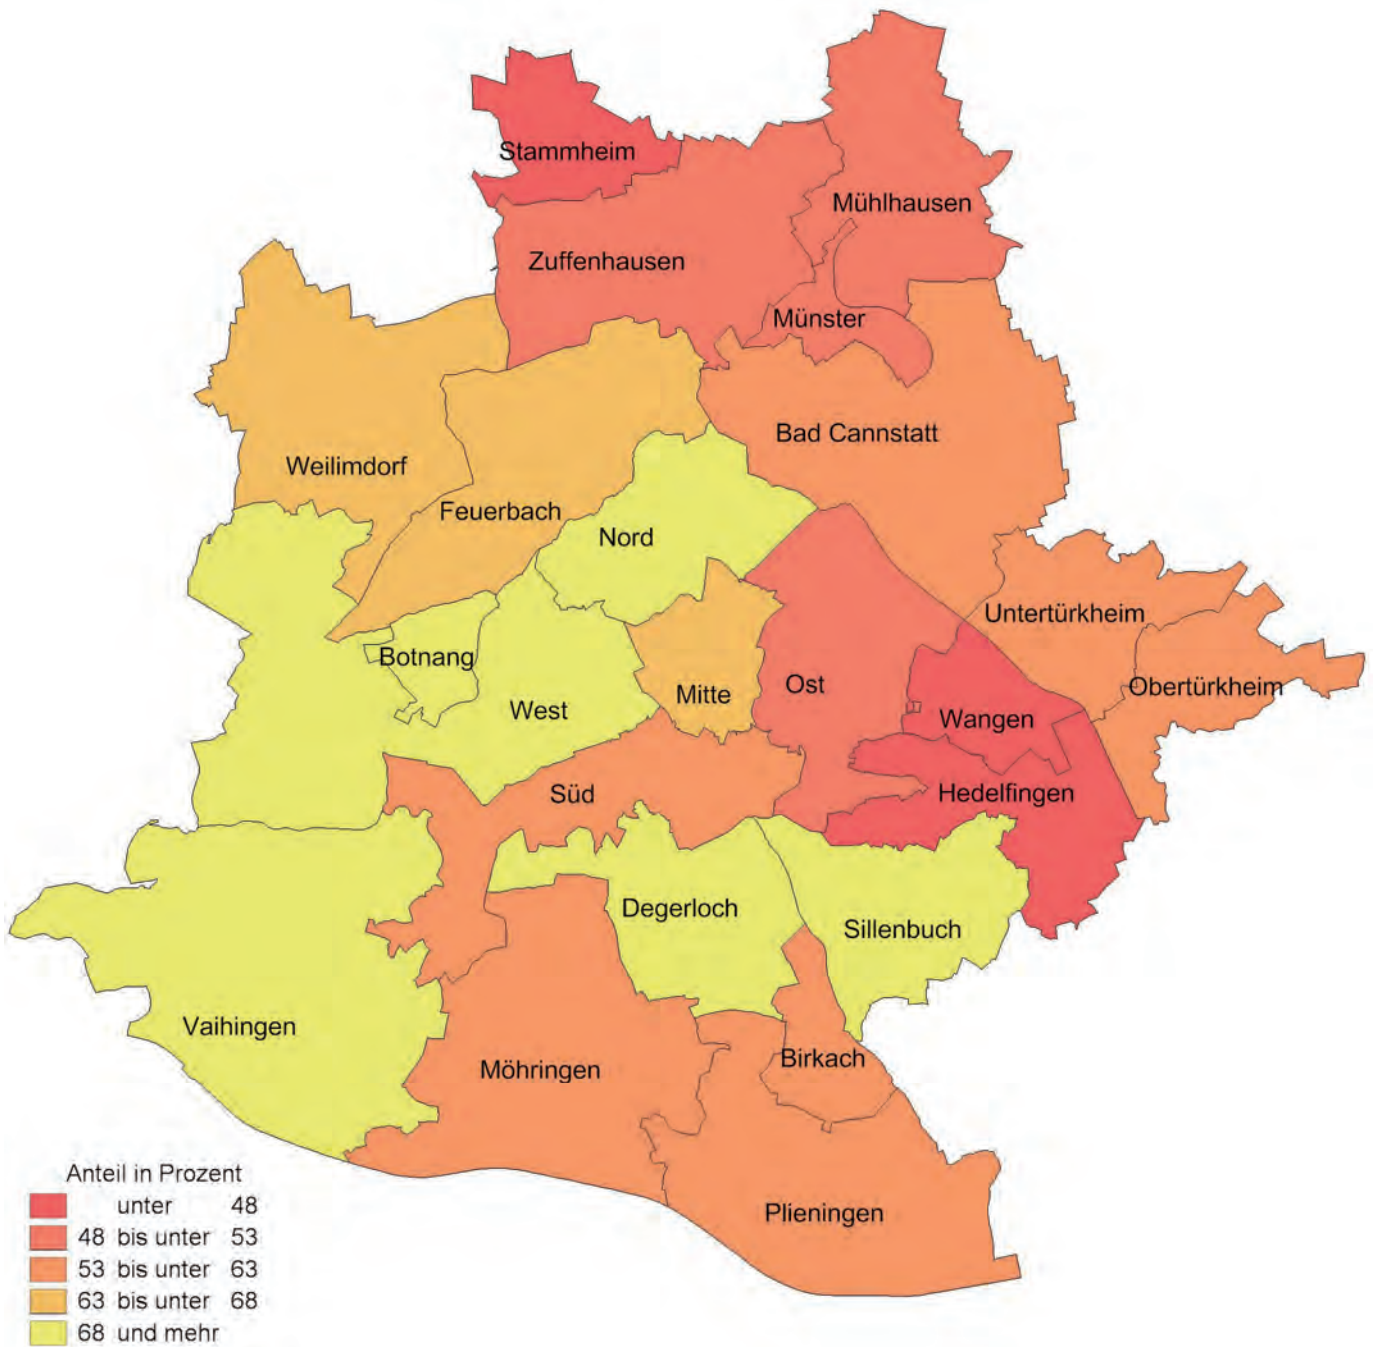 Stammheim
Mühlhausen
Zuffenhausen
Münster
Bad Cannstatt
Weilimdorf
Feuerbach
Nord
Untertürkheim
Botnang
Obertürkheim
Mitte
Ost
West
Wangen
Süd
Hedelfingen
Degerloch
Sillenbuch
Vaihingen
Birkach
Möhringen
Plieningen
Anteil in Prozent
unter 48
48 bis unter 53
53 bis unter 63
63 bis unter 68
68 und mehr